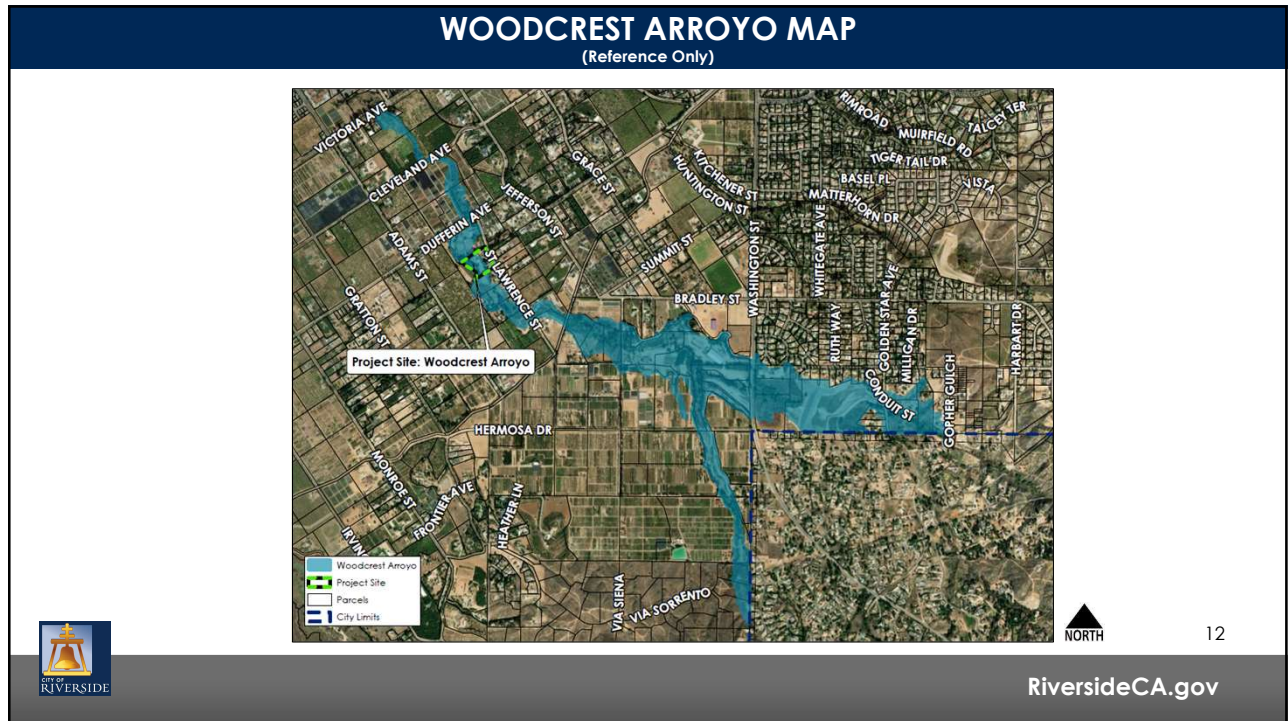 WOODCREST ARROYO MAP
(Reference Only)
VICTORIA AVE
CLEVELAND AVE
DUFFERIN AVE
ADAMS ST
GRATTON ST
ST LAWRENCE ST
JEFFERSON ST
GRACE ST
KITCHENER ST
HUNTINGTON ST
SUMMIT ST
BRADLEY ST
WASHINGTON ST
RIMROAD
MUIRFIELD RD
TALCEY TER
TIGER TAIL DR
BASEL PL
VISTA
MATTERHORN DR
WHITEGATE AVE
RUTH WAY
GOLDEN STAR AVE
MILLIGAN DR
CONDUIT ST
GOPHER GULCH
HARBART DR
Project Site: Woodcrest Arroyo
HERMOSA DR
MONROE ST
FRONTIER AVE
HEATHER LN
VIA SIENA
VIA SORRENTO
Woodcrest Arroyo
Project Site
Parcels
City Limits
NORTH
12
CITY OF
RIVERSIDE
RiversideCA.gov